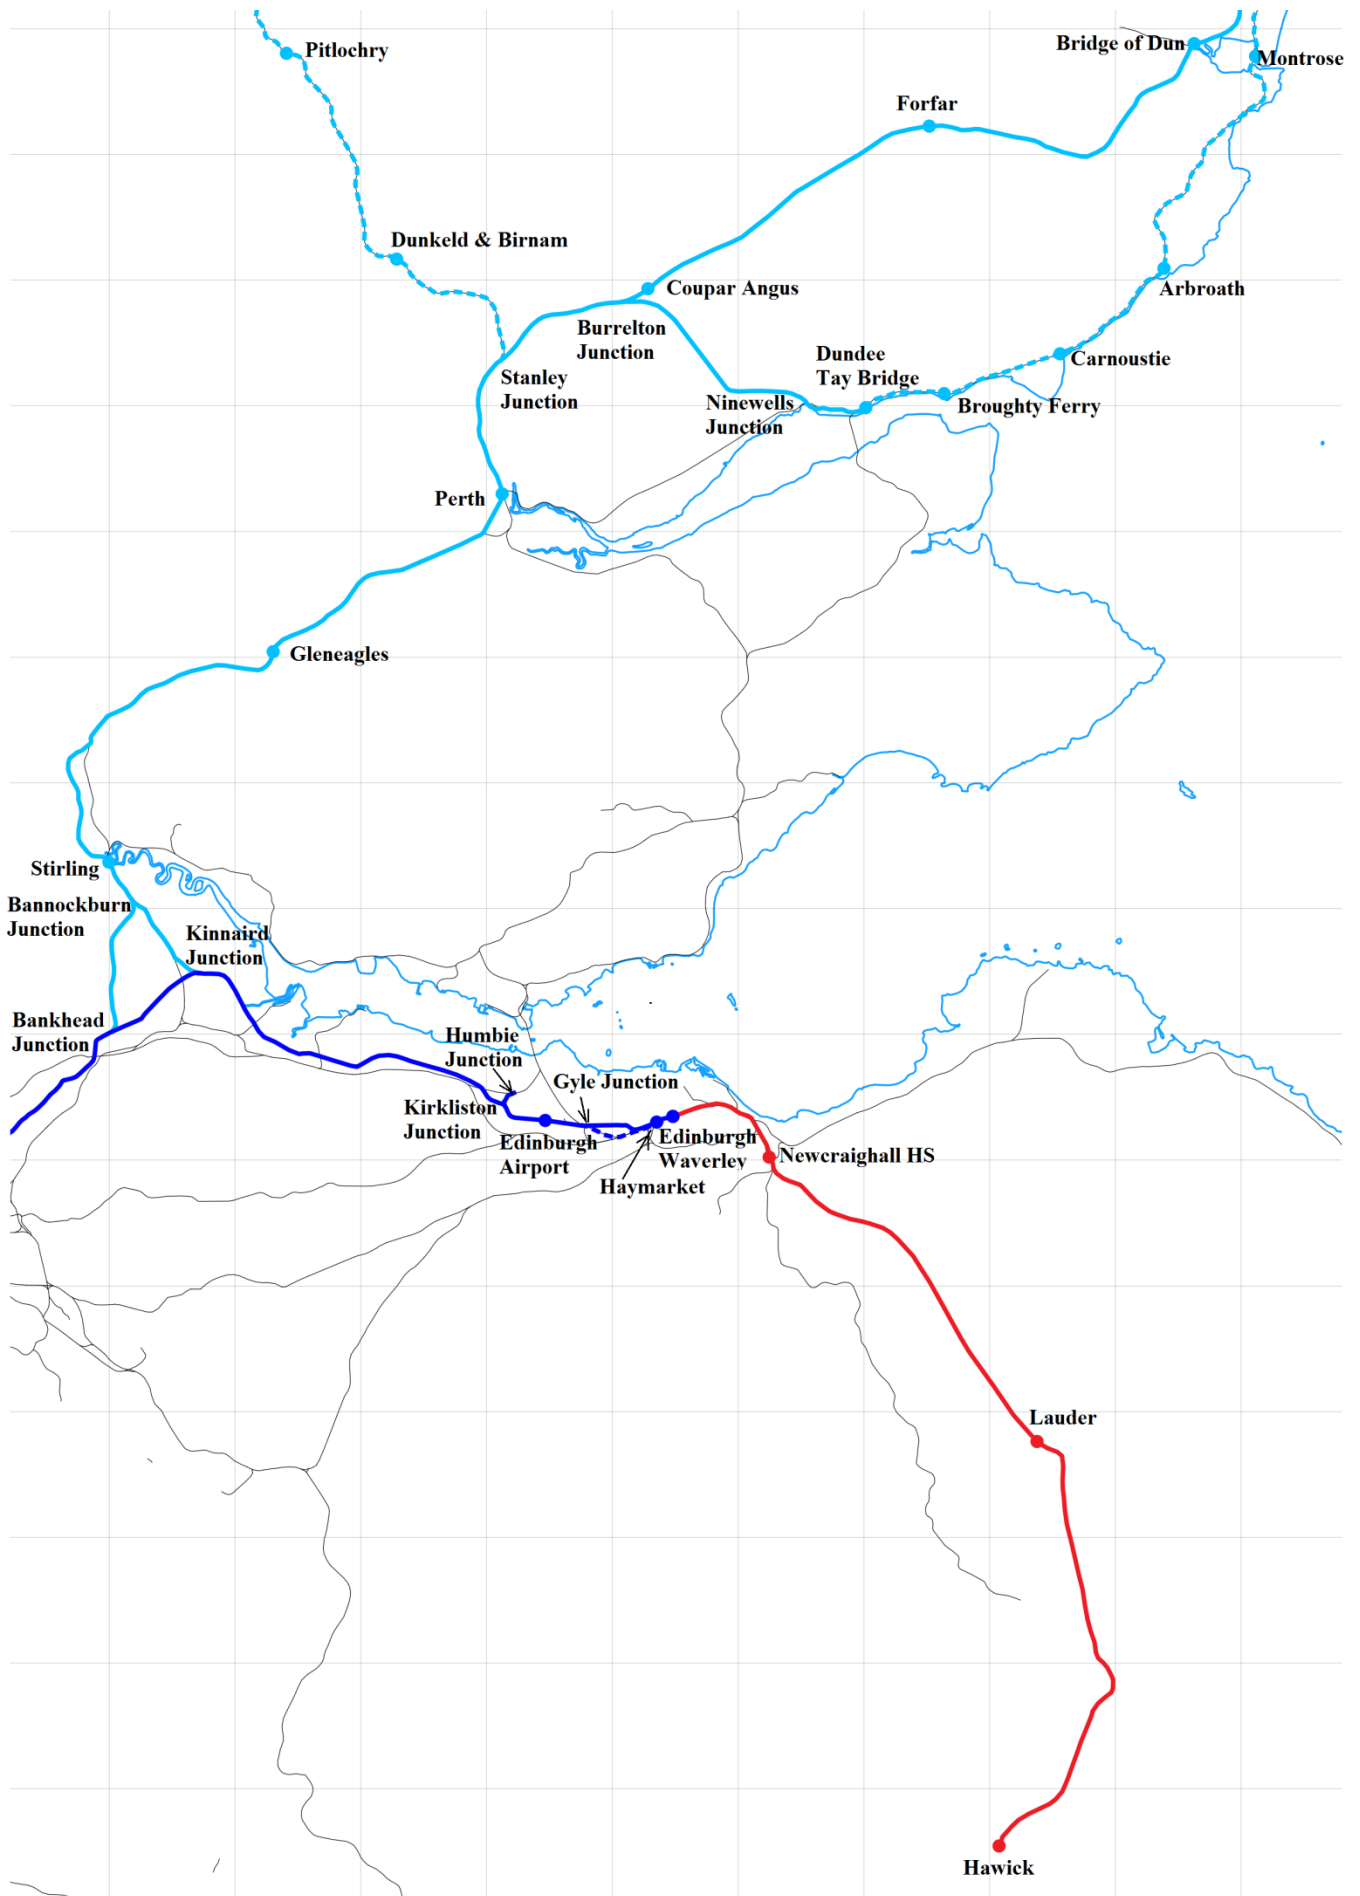 Pitlochry
Bridge of Dun
Montrose
Forfar
Dunkeld & Birnam
Coupar Angus
Arbroath
Burrelton
Junction
Dundee
Tay Bridge
Carnoustie
Stanley
Junction
Ninewells
Junction
Broughty Ferry
Perth
Gleneagles
Stirling
Bannockburn
Junction
Kinnaird
Junction
Bankhead
Junction
Humbie
Junction
Gyle Junction
Kirkliston
Junction
Edinburgh
Airport
Edinburgh
Waverley
Haymarket
Newcraighall HS
Lauder
Hawick